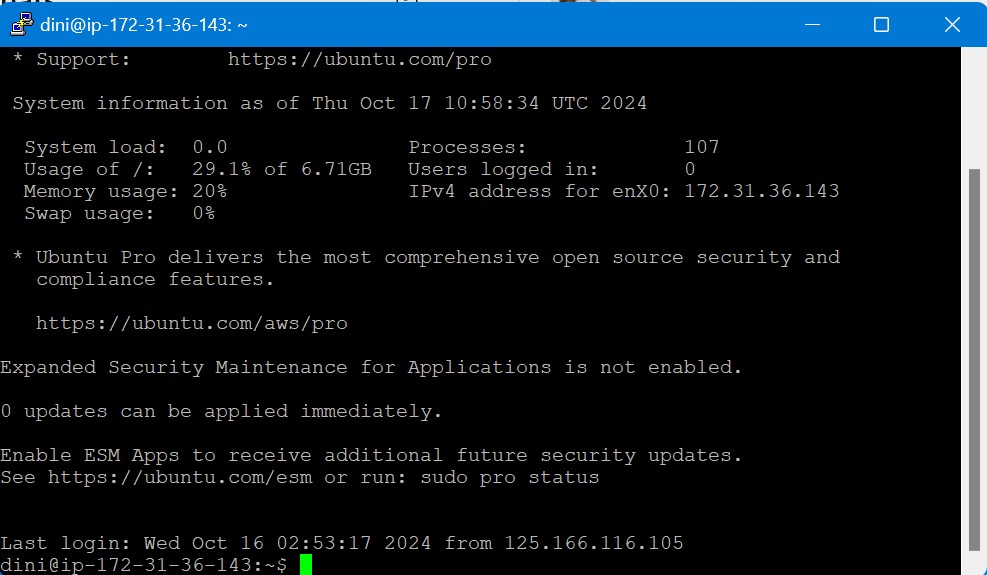 dini@ip-172-31-36-143: ~
* Support:        https://ubuntu.com/pro
System information as of Thu Oct 17 10:58:34 UTC 2024
System load:  0.0               Processes:             107
Usage of /:   29.1% of 6.71GB   Users logged in:       0
Memory usage: 20%               IPv4 address for enX0: 172.31.36.143
Swap usage:   0%
* Ubuntu Pro delivers the most comprehensive open source security and
compliance features.
https://ubuntu.com/aws/pro
Expanded Security Maintenance for Applications is not enabled.
0 updates can be applied immediately.
Enable ESM Apps to receive additional future security updates.
See https://ubuntu.com/esm or run: sudo pro status
Last login: Wed Oct 16 02:53:17 2024 from 125.166.116.105
dini@ip-172-31-36-143:~$